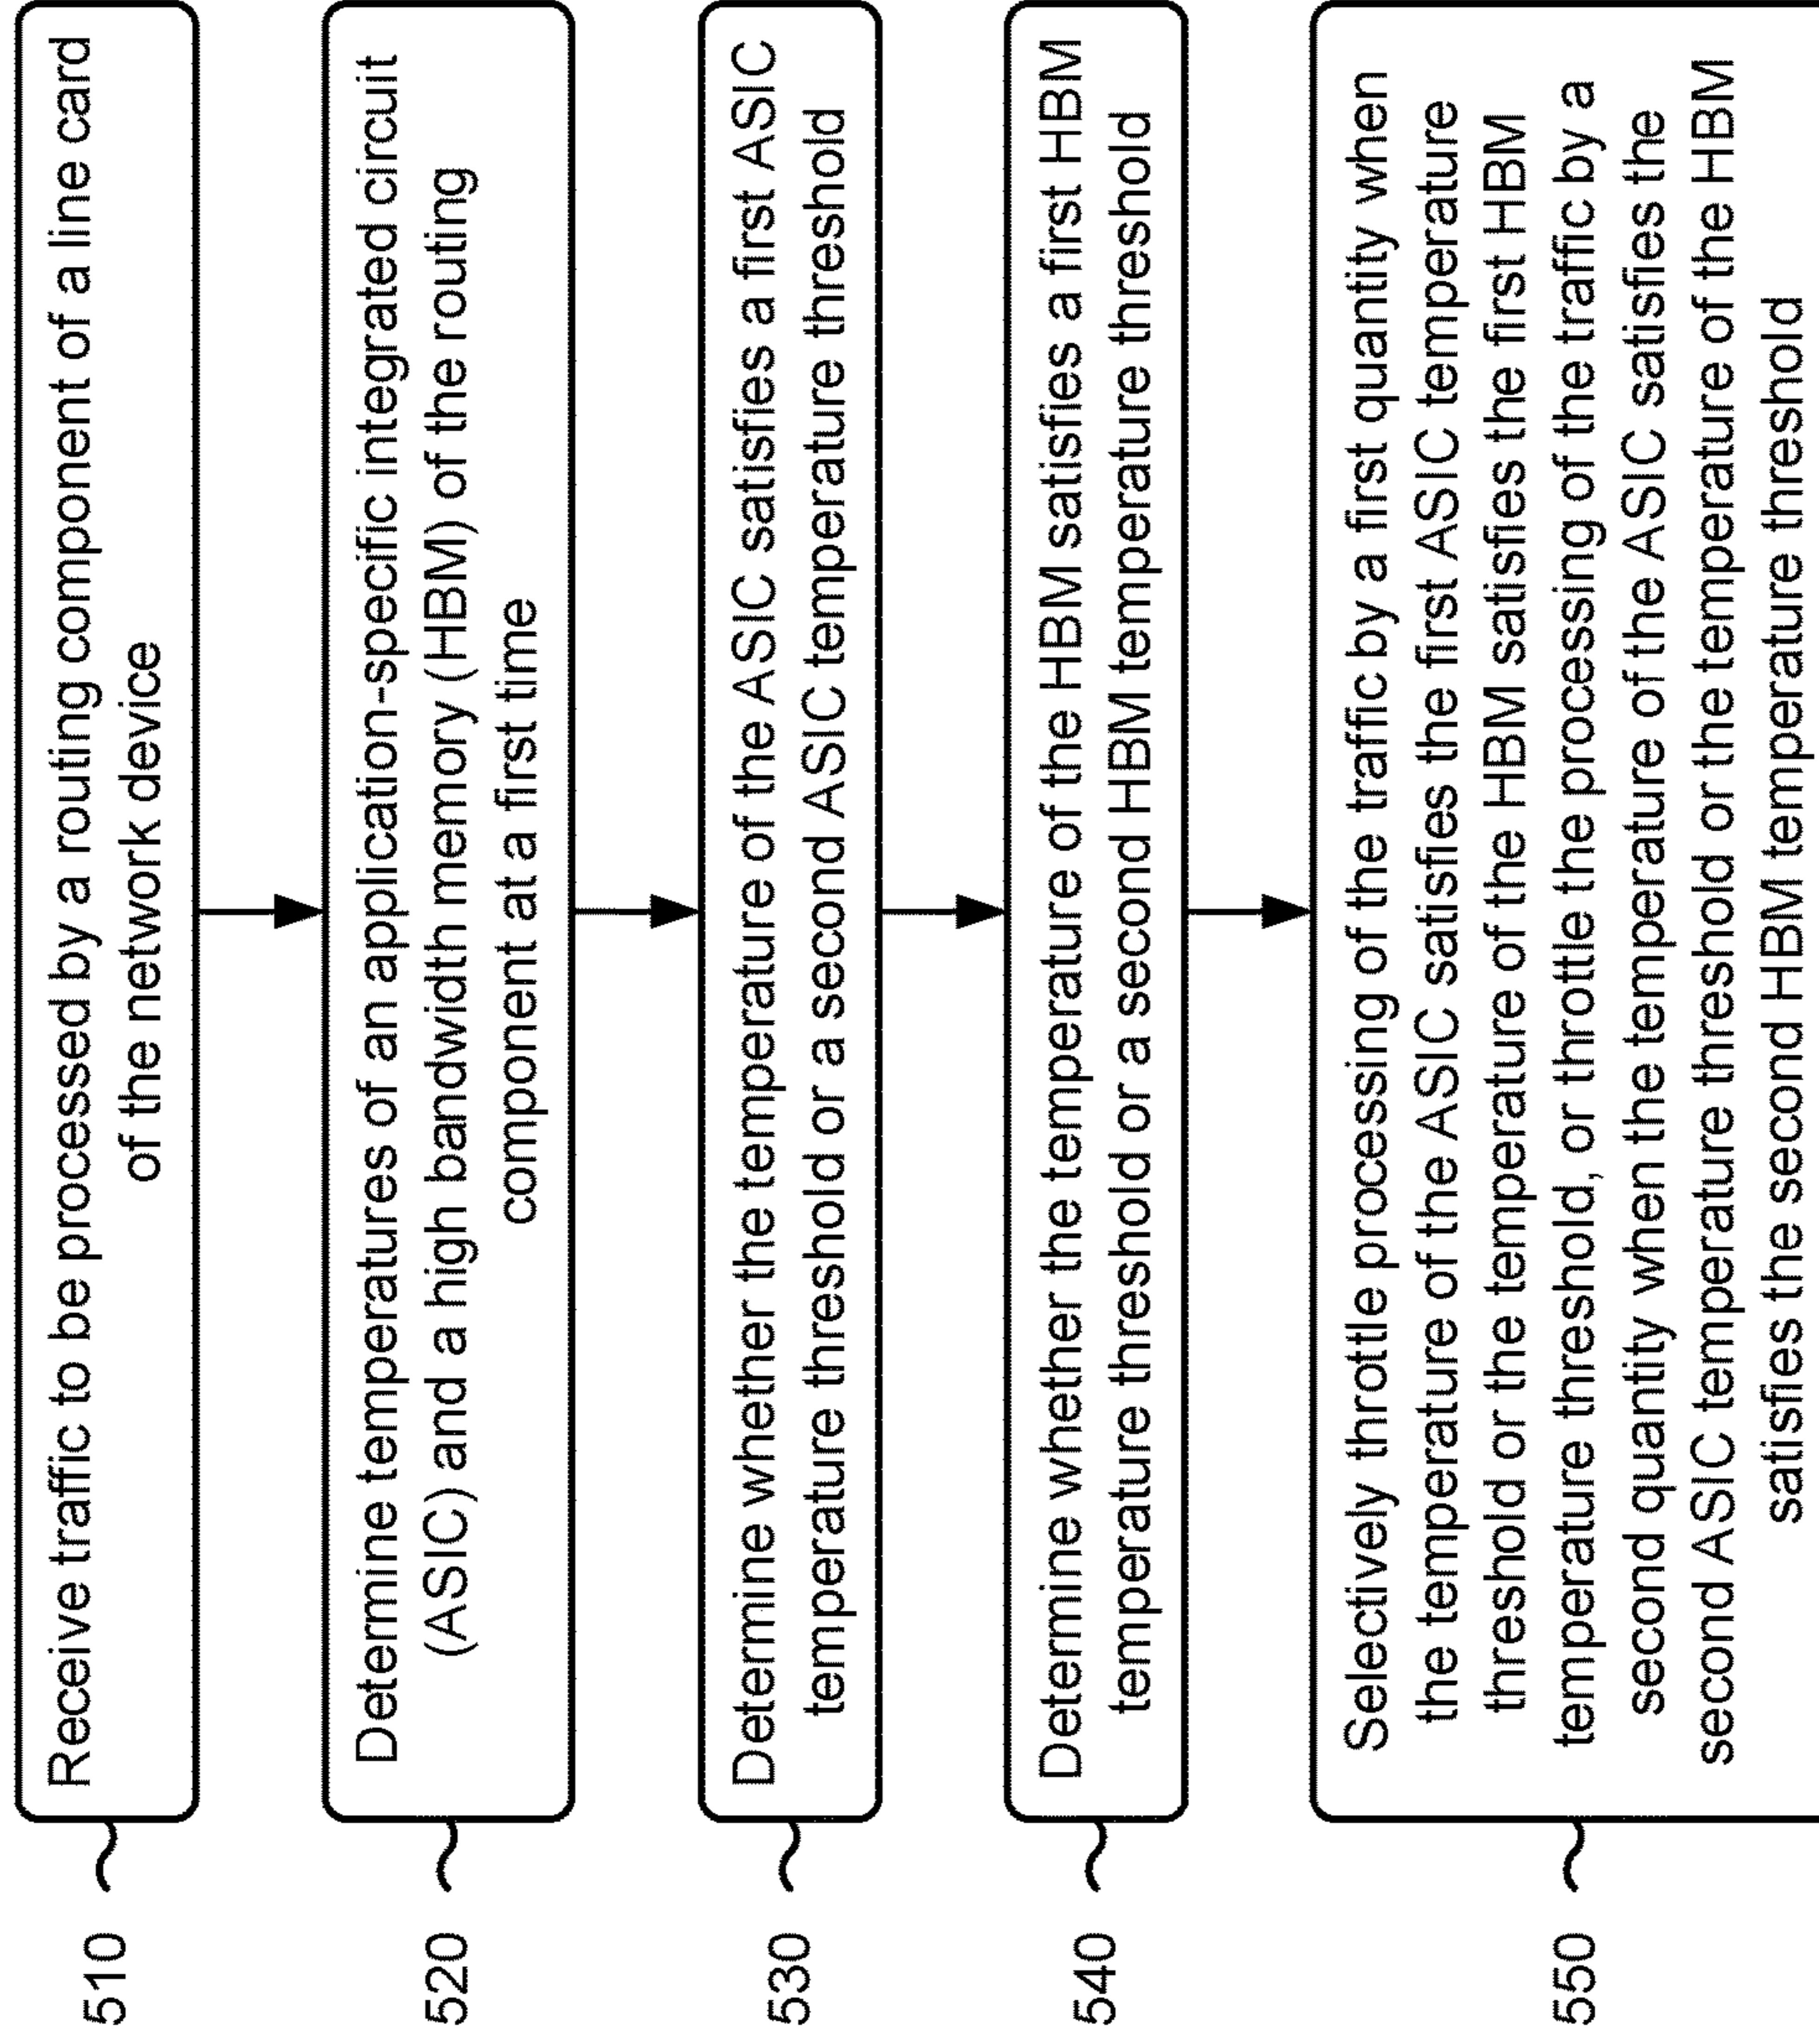 510
Receive traffic to be processed by a routing component of a line card
of the network device
520
Determine temperatures of an application-specific integrated circuit
(ASIC) and a high bandwidth memory (HBM) of the routing
component at a first time
530
Determine whether the temperature of the ASIC satisfies a first ASIC
temperature threshold or a second ASIC temperature threshold
540
Determine whether the temperature of the HBM satisfies a first HBM
temperature threshold or a second HBM temperature threshold
550
Selectively throttle processing of the traffic by a first quantity when
the temperature of the ASIC satisfies the first ASIC temperature
threshold or the temperature of the HBM satisfies the first HBM
temperature threshold, or throttle the processing of the traffic by a
second quantity when the temperature of the ASIC satisfies the
second ASIC temperature threshold or the temperature of the HBM
satisfies the second HBM temperature threshold